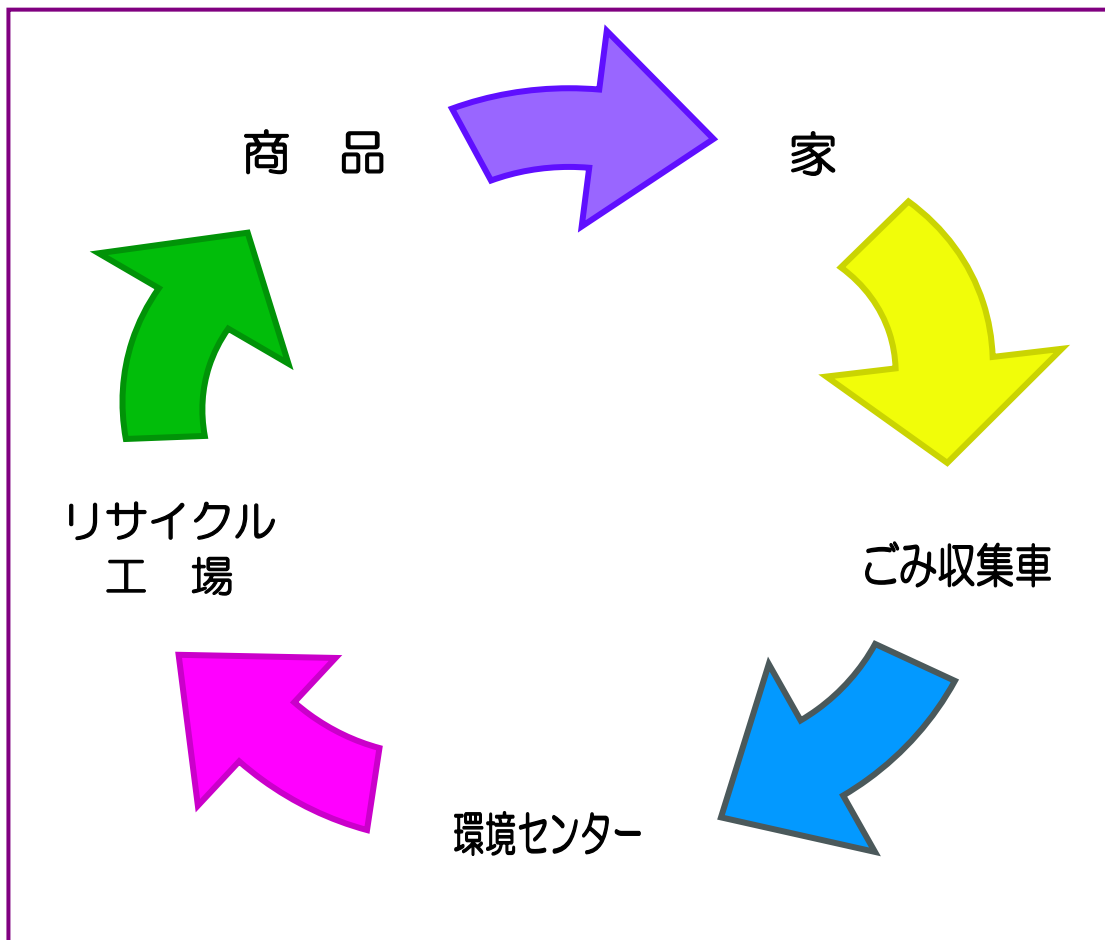 商　品
家
リサイクル
工　場
ごみ収集車
環境センター